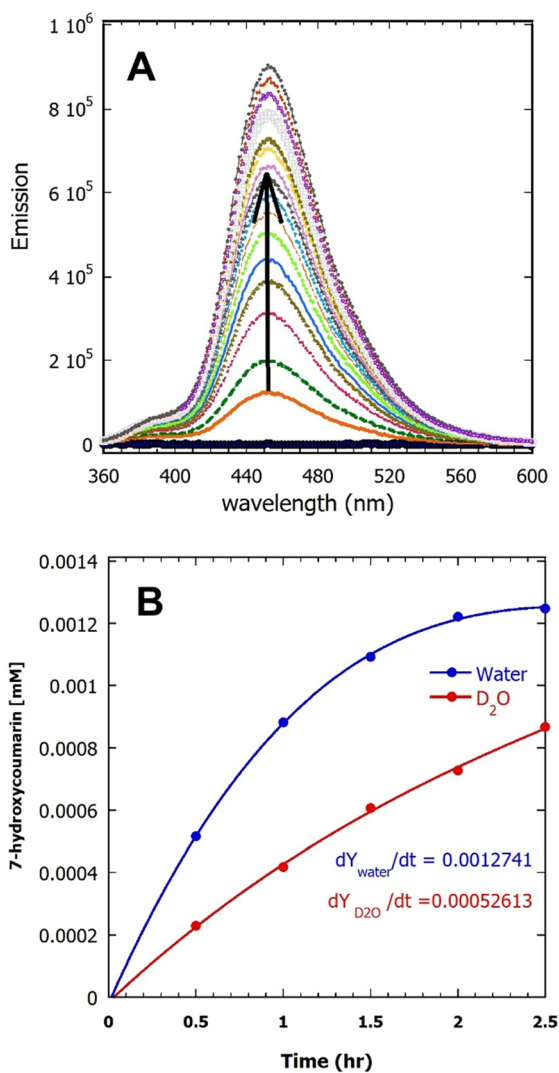 A
1 10⁶
8 10⁵
6 10⁵
4 10⁵
2 10⁵
0
Emission
360 400 440 480 520 560 600
wavelength (nm)
B
0.0014
0.0012
0.001
0.0008
0.0006
0.0004
0.0002
0
7-hydroxycoumarin [mM]
Water
D₂O
dY_water/dt = 0.0012741
dY_D2O /dt =0.00052613
0 0.5 1 1.5 2 2.5
Time (hr)